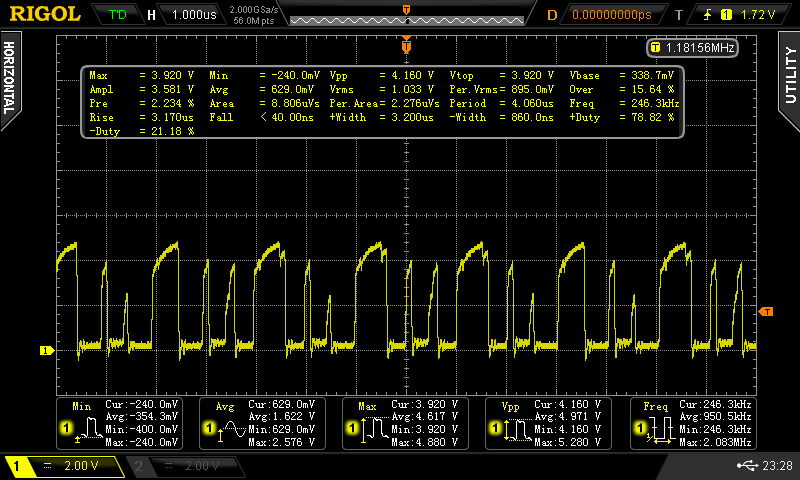 RIGOL T'D H 1.000us 2.000GSa/s 56.0M pts D 0.00000000ps T 1 1.72 V
HORIZONTAL
UTILITY
T
T 1.18156MHz
Max = 3.920 V Min = -240.0mV Vpp = 4.160 V Vtop = 3.920 V Vbase = 338.7mV
Ampl = 3.581 V Avg = 629.0mV Vrms = 1.033 V Per.Vrms= 895.0mV Over = 15.64 %
Pre = 2.234 % Area = 8.806uVs Per.Area= 2.276uVs Period = 4.060us Freq = 246.3kHz
Rise = 3.170us Fall < 40.00ns +Width = 3.200us -Width = 860.0ns +Duty = 78.82 %
-Duty = 21.18 %
T
1
Min Cur:-240.0mV Avg Cur:629.0mV Max Cur:3.920 V Vpp Cur:4.160 V Freq Cur:246.3kHz
Avg:-354.3mV Avg:1.622 V Avg:4.617 V Avg:4.971 V Avg:950.5kHz
1 Min:-400.0mV 1 Min:629.0mV 1 Min:3.920 V 1 Min:4.160 V 1 Min:246.3kHz
Max:-240.0mV Max:2.576 V Max:4.880 V Max:5.280 V Max:2.083MHz
1 2.00 V 2 2.00 V 23:28